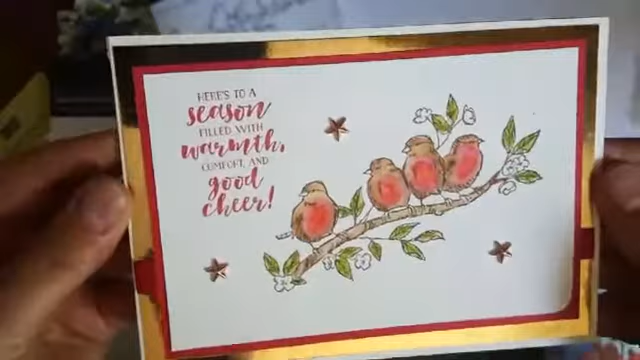 HERE'S TO A
season
FILLED WITH
warmth,
COMFORT, AND
good
cheer!